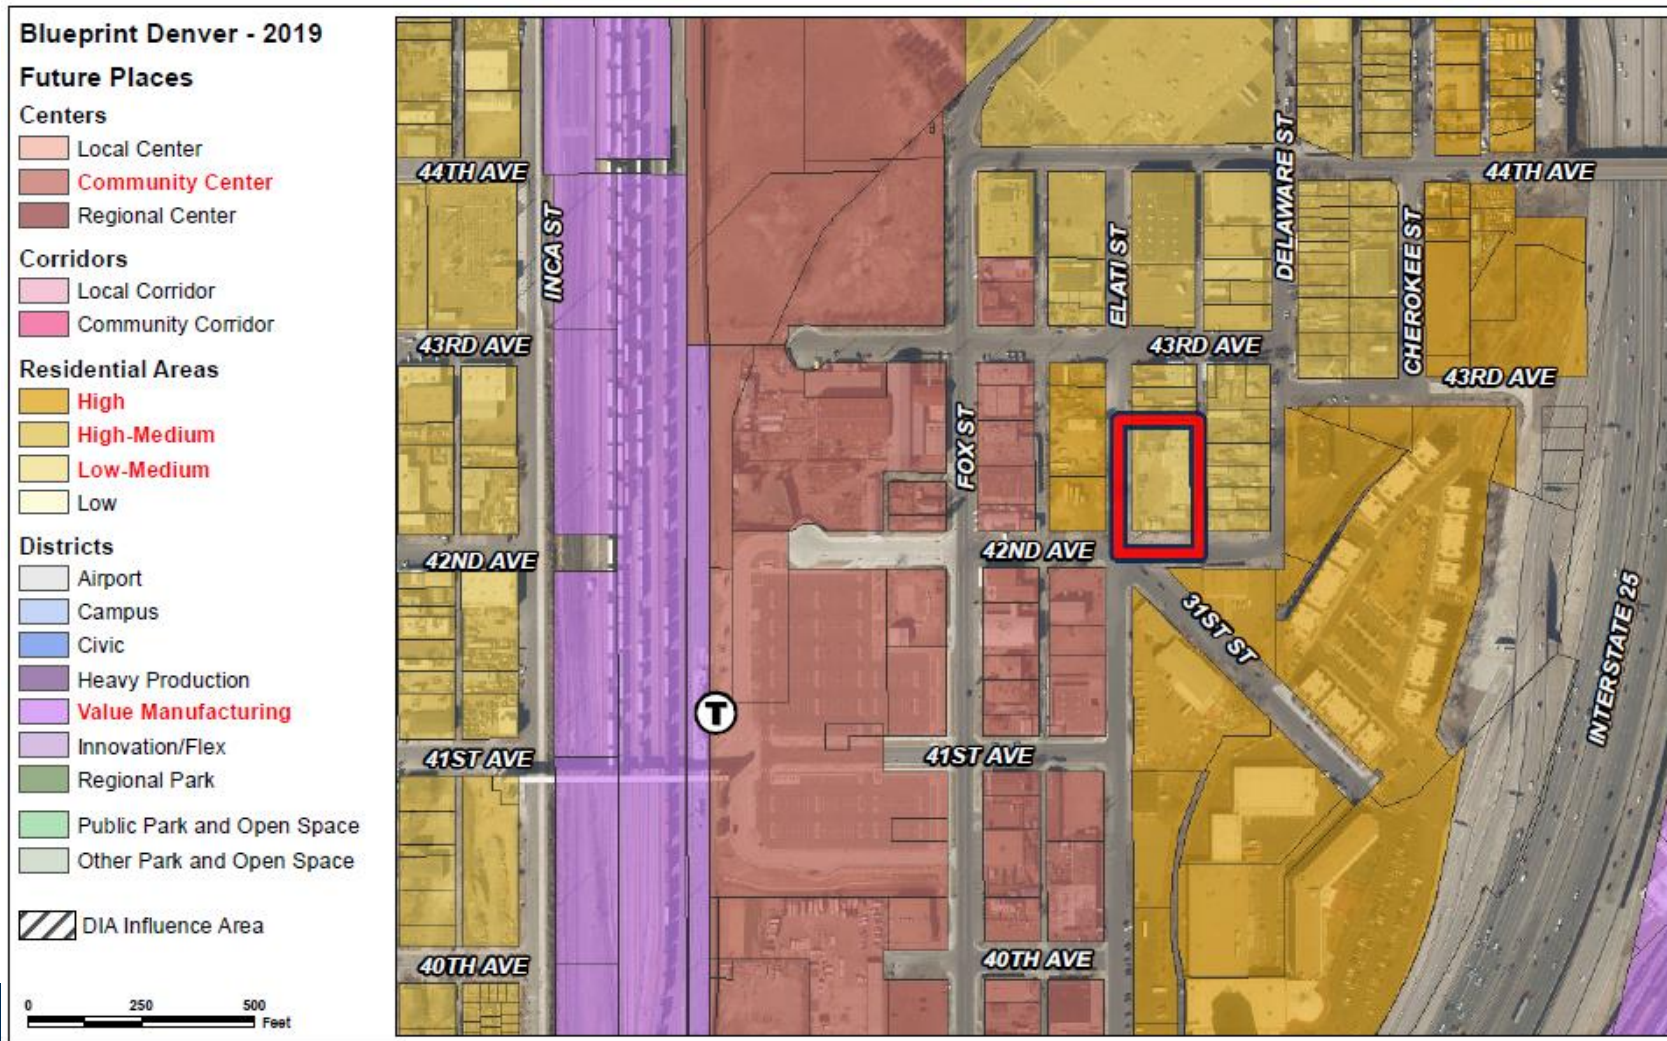 Blueprint Denver - 2019
Future Places
Centers
Local Center
Community Center
Regional Center
Corridors
Local Corridor
Community Corridor
Residential Areas
High
High-Medium
Low-Medium
Low
Districts
Airport
Campus
Civic
Heavy Production
Value Manufacturing
Innovation/Flex
Regional Park
Public Park and Open Space
Other Park and Open Space
DIA Influence Area
0 250 500
Feet
44TH AVE
44TH AVE
INCA ST
ELATI ST
DELAWARE ST
CHEROKEE ST
43RD AVE
43RD AVE
43RD AVE
FOX ST
42ND AVE
42ND AVE
31ST ST
INTERSTATE 25
T
41ST AVE
41ST AVE
40TH AVE
40TH AVE